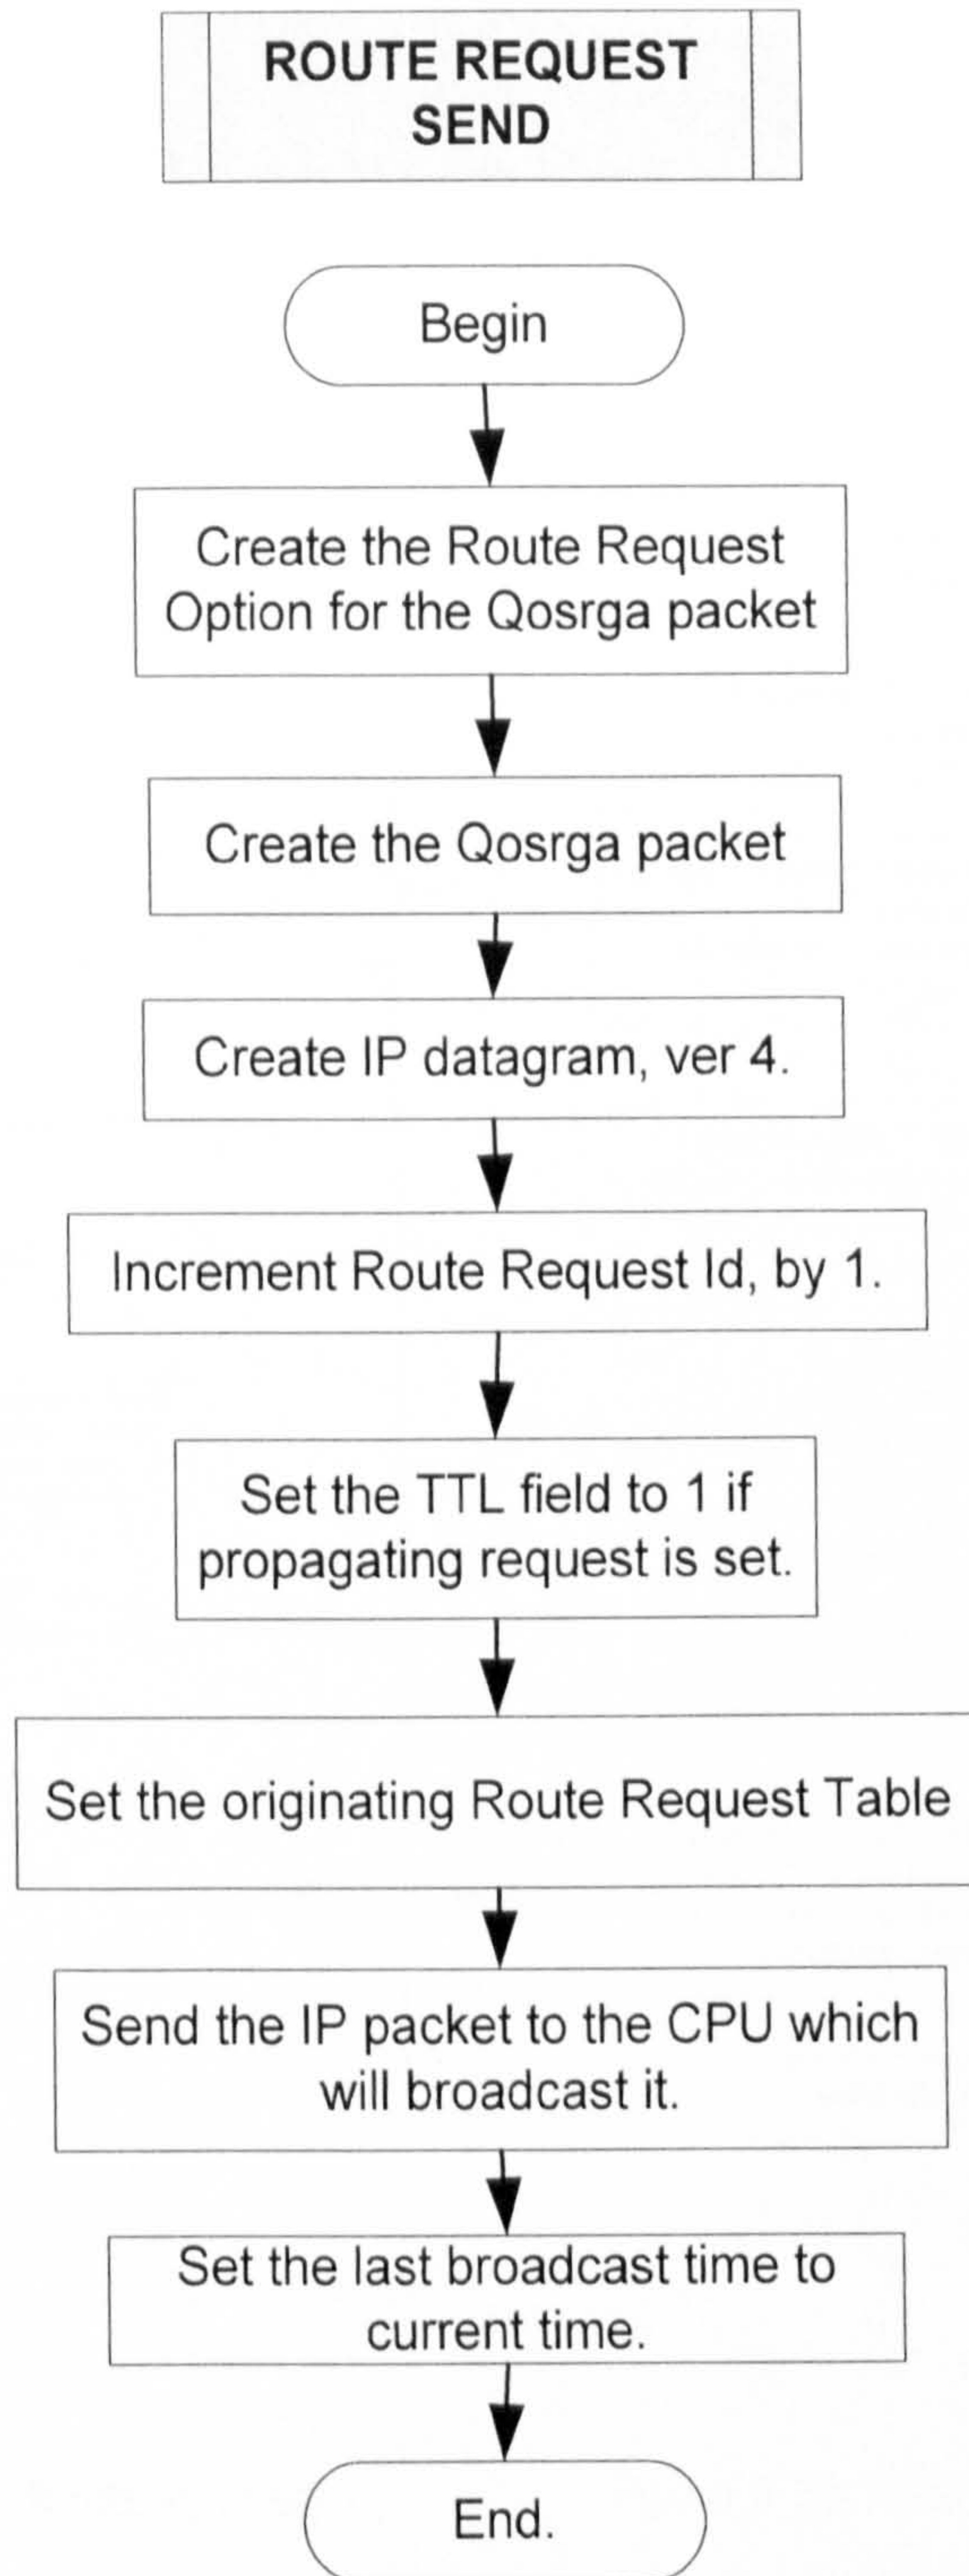 ROUTE REQUEST
SEND
Begin
Create the Route Request
Option for the Qosrga packet
Create the Qosrga packet
Create IP datagram, ver 4.
Increment Route Request Id, by 1.
Set the TTL field to 1 if
propagating request is set.
Set the originating Route Request Table
Send the IP packet to the CPU which
will broadcast it.
Set the last broadcast time to
current time.
End.